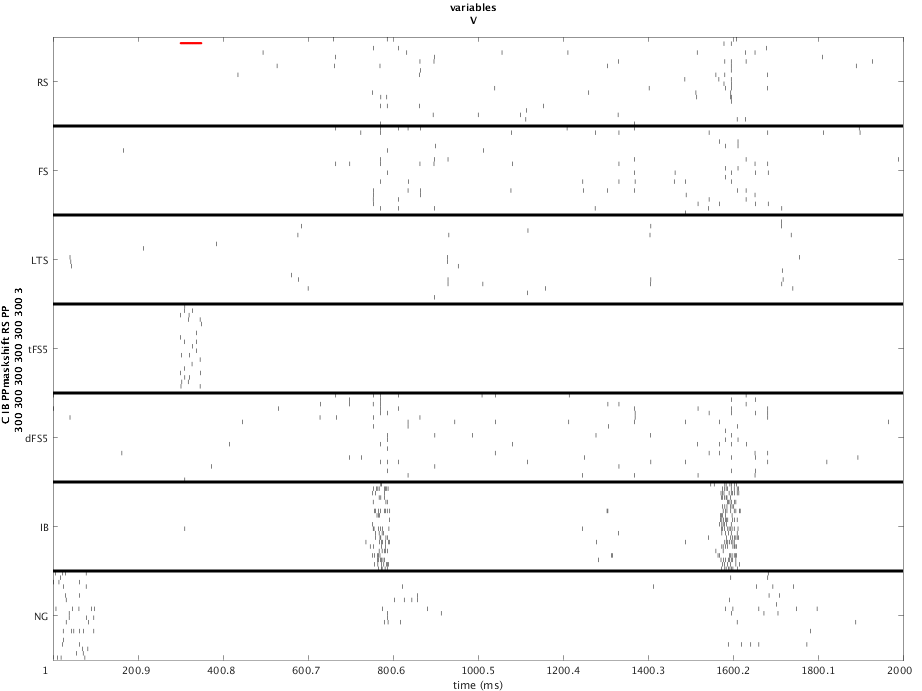 variables
V
RS
FS
LTS
tFS5
dFS5
IB
NG
C IB PPmaskshift RS PP
300 300 300 300 300 300 3
1
200.9
400.8
600.7
800.6
1000.5
1200.4
1400.3
1600.2
1800.1
2000
time (ms)